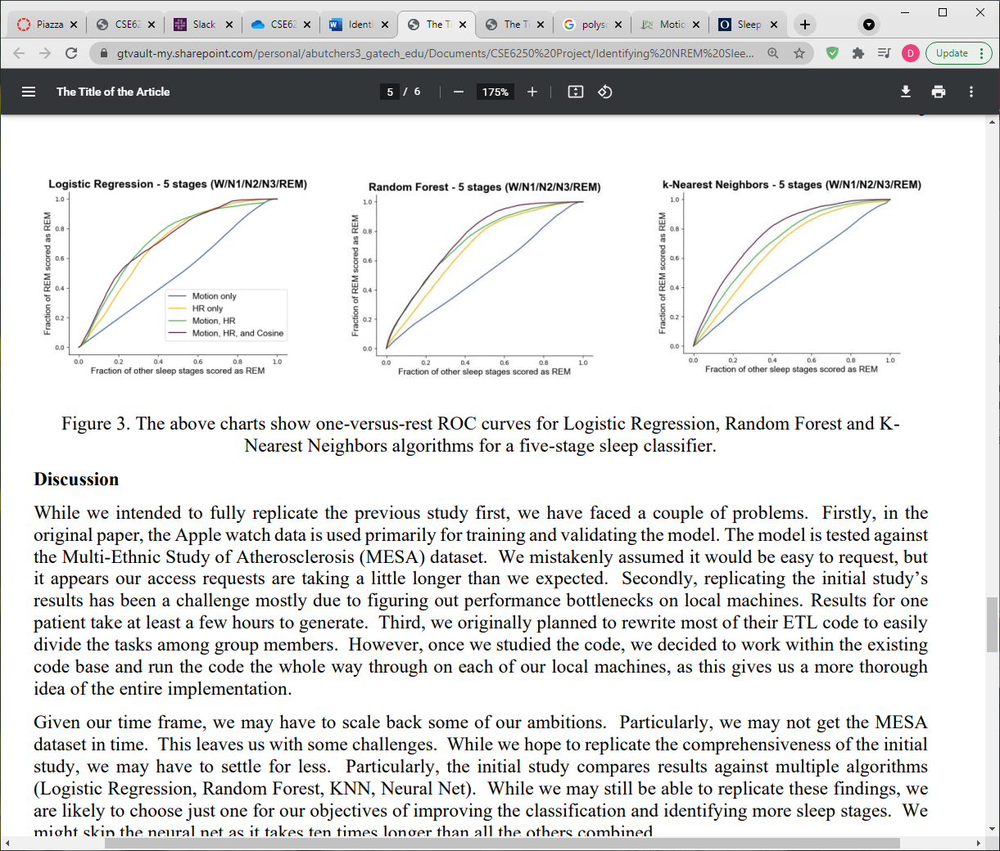 Piazza
CSE62
Slack
CSE62
Identi
The Ti
The Ti
polyso
Motio
Sleep
gtvault-my.sharepoint.com/personal/abutchers3_gatech_edu/Documents/CSE6250%20Project/Identifying%20NREM%20Slee...
D
Update
The Title of the Article
5 / 6
175%
Logistic Regression - 5 stages (W/N1/N2/N3/REM)
Fraction of REM scored as REM
1.0
0.8
0.6
0.4
0.2
0.0
Motion only
HR only
Motion, HR
Motion, HR, and Cosine
0.0 0.2 0.4 0.6 0.8 1.0
Fraction of other sleep stages scored as REM
Random Forest - 5 stages (W/N1/N2/N3/REM)
Fraction of REM scored as REM
1.0
0.8
0.6
0.4
0.2
0.0
0.0 0.2 0.4 0.6 0.8 1.0
Fraction of other sleep stages scored as REM
k-Nearest Neighbors - 5 stages (W/N1/N2/N3/REM)
Fraction of REM scored as REM
1.0
0.8
0.6
0.4
0.2
0.0
0.0 0.2 0.4 0.6 0.8 1.0
Fraction of other sleep stages scored as REM
Figure 3. The above charts show one-versus-rest ROC curves for Logistic Regression, Random Forest and K-
Nearest Neighbors algorithms for a five-stage sleep classifier.
Discussion
While we intended to fully replicate the previous study first, we have faced a couple of problems. Firstly, in the
original paper, the Apple watch data is used primarily for training and validating the model. The model is tested against
the Multi-Ethnic Study of Atherosclerosis (MESA) dataset. We mistakenly assumed it would be easy to request, but
it appears our access requests are taking a little longer than we expected. Secondly, replicating the initial study's
results has been a challenge mostly due to figuring out performance bottlenecks on local machines. Results for one
patient take at least a few hours to generate. Third, we originally planned to rewrite most of their ETL code to easily
divide the tasks among group members. However, once we studied the code, we decided to work within the existing
code base and run the code the whole way through on each of our local machines, as this gives us a more thorough
idea of the entire implementation.
Given our time frame, we may have to scale back some of our ambitions. Particularly, we may not get the MESA
dataset in time. This leaves us with some challenges. While we hope to replicate the comprehensiveness of the initial
study, we may have to settle for less. Particularly, the initial study compares results against multiple algorithms
(Logistic Regression, Random Forest, KNN, Neural Net). While we may still be able to replicate these findings, we
are likely to choose just one for our objectives of improving the classification and identifying more sleep stages. We
might skip the neural net as it takes ten times longer than all the others combined